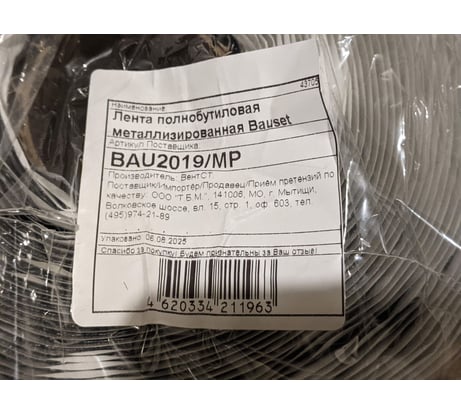 43705
Наименование:
Лента полнобутиловая
металлизированная Bauset
Артикул Поставщика:
BAU2019/MP
Производитель: ВентСТ.
Поставщик/Импортёр/Продавец/Приём претензий по
качеству: ООО "Т.Б.М.", 141006, МО, г. Мытищи,
Волковское шоссе, вл. 15, стр. 1, оф. 603, тел.
(495)974-21-89
Упаковано: 06.08.2025
Спасибо за покупку! Будем признательны за Ваш отзыв!
4 620334 211963